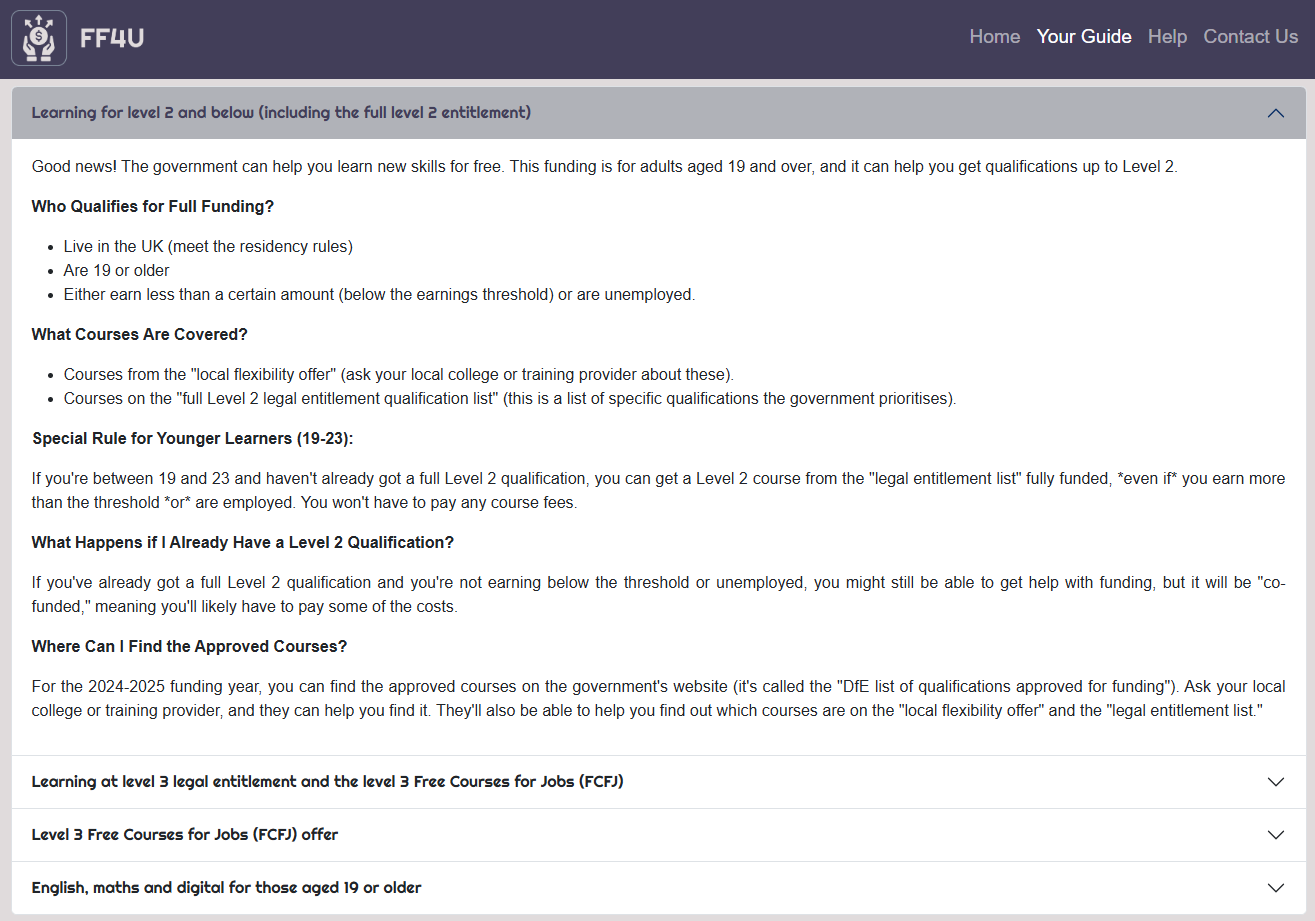 FF4U
Home Your Guide Help Contact Us
Learning for level 2 and below (including the full level 2 entitlement)
Good news! The government can help you learn new skills for free. This funding is for adults aged 19 and over, and it can help you get qualifications up to Level 2.
Who Qualifies for Full Funding?
• Live in the UK (meet the residency rules)
• Are 19 or older
• Either earn less than a certain amount (below the earnings threshold) or are unemployed.
What Courses Are Covered?
• Courses from the "local flexibility offer" (ask your local college or training provider about these).
• Courses on the "full Level 2 legal entitlement qualification list" (this is a list of specific qualifications the government prioritises).
Special Rule for Younger Learners (19-23):
If you're between 19 and 23 and haven't already got a full Level 2 qualification, you can get a Level 2 course from the "legal entitlement list" fully funded, *even if* you earn more
than the threshold *or* are employed. You won't have to pay any course fees.
What Happens if I Already Have a Level 2 Qualification?
If you've already got a full Level 2 qualification and you're not earning below the threshold or unemployed, you might still be able to get help with funding, but it will be "co-
funded," meaning you'll likely have to pay some of the costs.
Where Can I Find the Approved Courses?
For the 2024-2025 funding year, you can find the approved courses on the government's website (it's called the "DfE list of qualifications approved for funding"). Ask your local
college or training provider, and they can help you find it. They'll also be able to help you find out which courses are on the "local flexibility offer" and the "legal entitlement list."
Learning at level 3 legal entitlement and the level 3 Free Courses for Jobs (FCFJ)
Level 3 Free Courses for Jobs (FCFJ) offer
English, maths and digital for those aged 19 or older